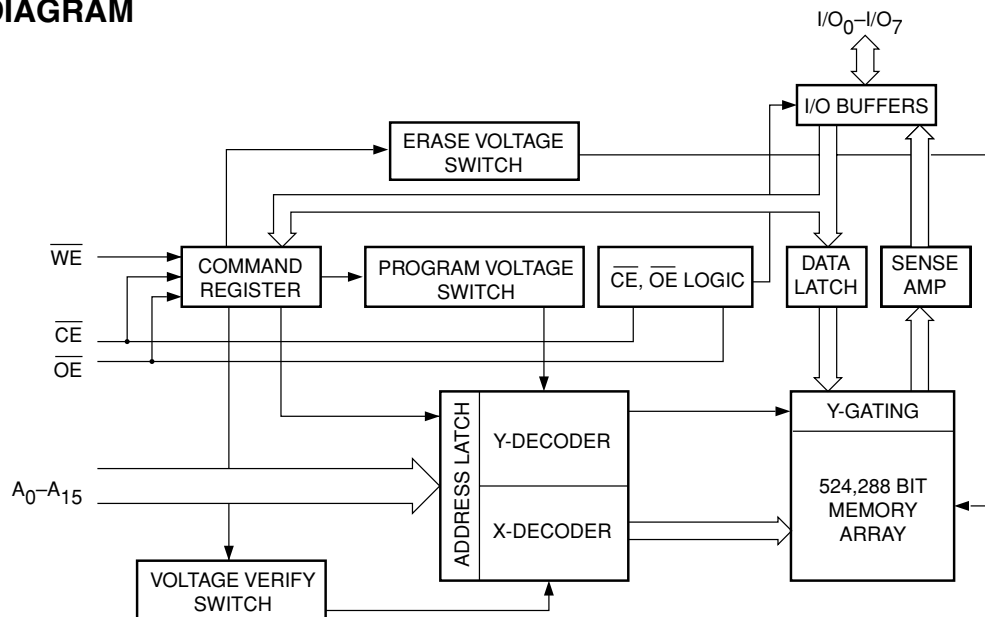 DIAGRAM
I/O0–I/O7
I/O BUFFERS
ERASE VOLTAGE
SWITCH
WE
COMMAND
REGISTER
PROGRAM VOLTAGE
SWITCH
CE, OE LOGIC
DATA
LATCH
SENSE
AMP
CE
OE
ADDRESS LATCH
Y-DECODER
X-DECODER
Y-GATING
524,288 BIT
MEMORY
ARRAY
A0–A15
VOLTAGE VERIFY
SWITCH